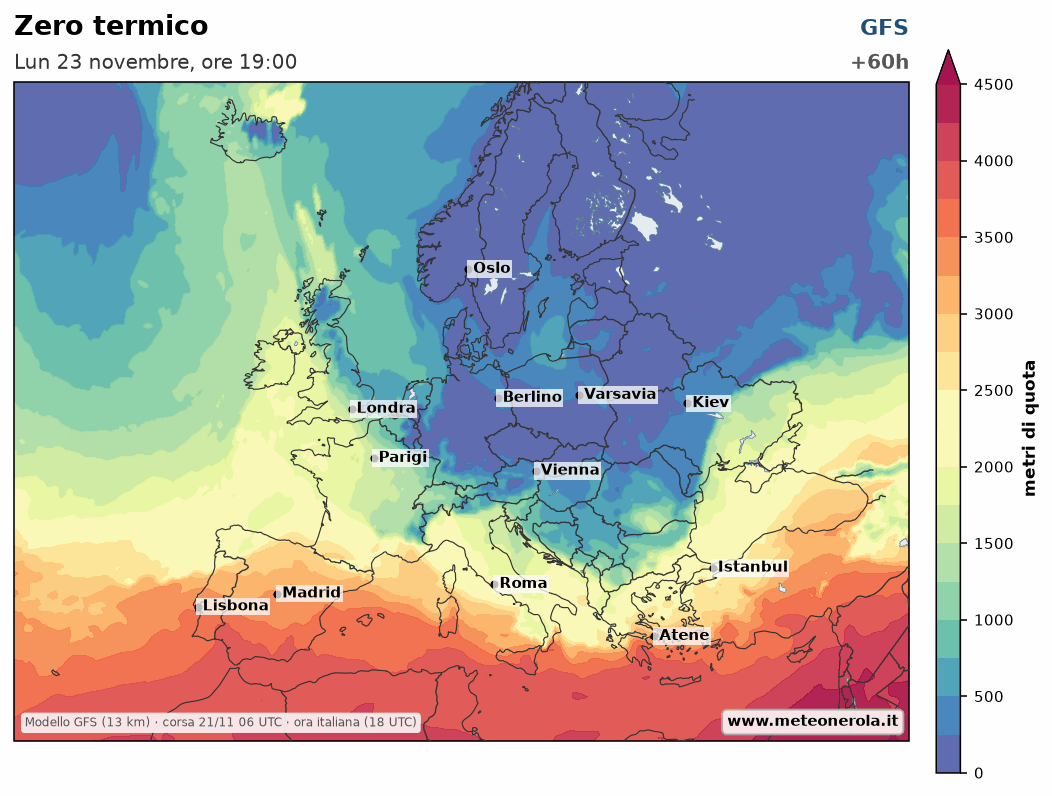 Zero termico
GFS
Lun 23 novembre, ore 19:00
+60h
4500
4000
3500
3000
2500
2000
1500
1000
500
0
metri di quota
Oslo
Berlino
Varsavia
Kiev
Londra
Parigi
Vienna
Istanbul
Roma
Madrid
Lisbona
Atene
Modello GFS (13 km) · corsa 21/11 06 UTC · ora italiana (18 UTC)
www.meteonerola.it